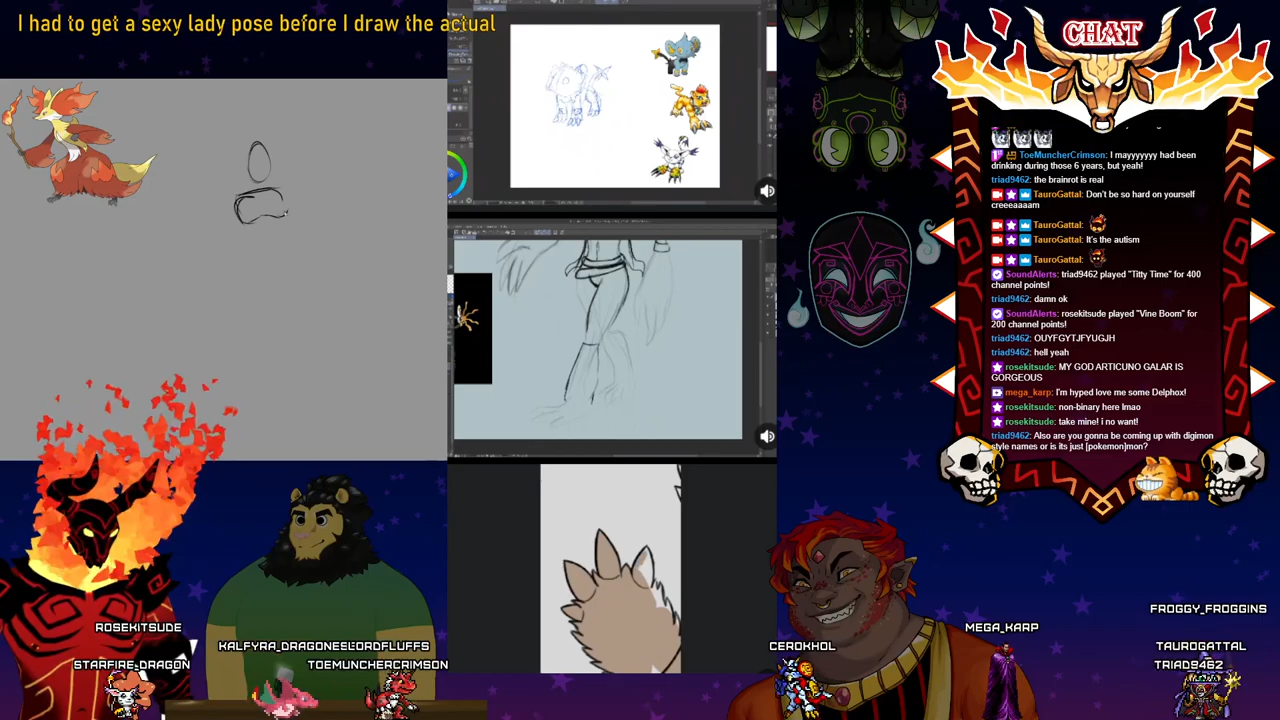 I had to get a sexy lady pose before I draw the actual
CHAT
ToeMuncherCrimson: I mayyyyyy had been
drinking during those 6 years, but yeah!
triad9462: the brainrot is real
TauroGattal: Don't be so hard on yourself
creeeaaaam
TauroGattal:
TauroGattal: It's the autism
TauroGattal:
SoundAlerts: triad9462 played "Titty Time" for 400
channel points!
triad9462: damn ok
SoundAlerts: rosekitsude played "Vine Boom" for
200 channel points!
triad9462: OUYFGYTJFYUGJH
triad9462: hell yeah
rosekitsude: MY GOD ARTICUNO GALAR IS
GORGEOUS
mega_karp: I'm hyped love me some Delphox!
rosekitsude: non-binary here lmao
rosekitsude: take mine! i no want!
triad9462: Also are you gonna be coming up with digimon
style names or is its just [pokemon]mon?
ROSEKITSUDE
STARFIRE_DRAGON
KALFYRA_DRAGONESS
LORDFLUFFS
TOEMUNCHERCRIMSON
CEROKHOL
MEGA_KARP
FROGGY_FROGGINS
TAUROGATTAL
TRIAD9462